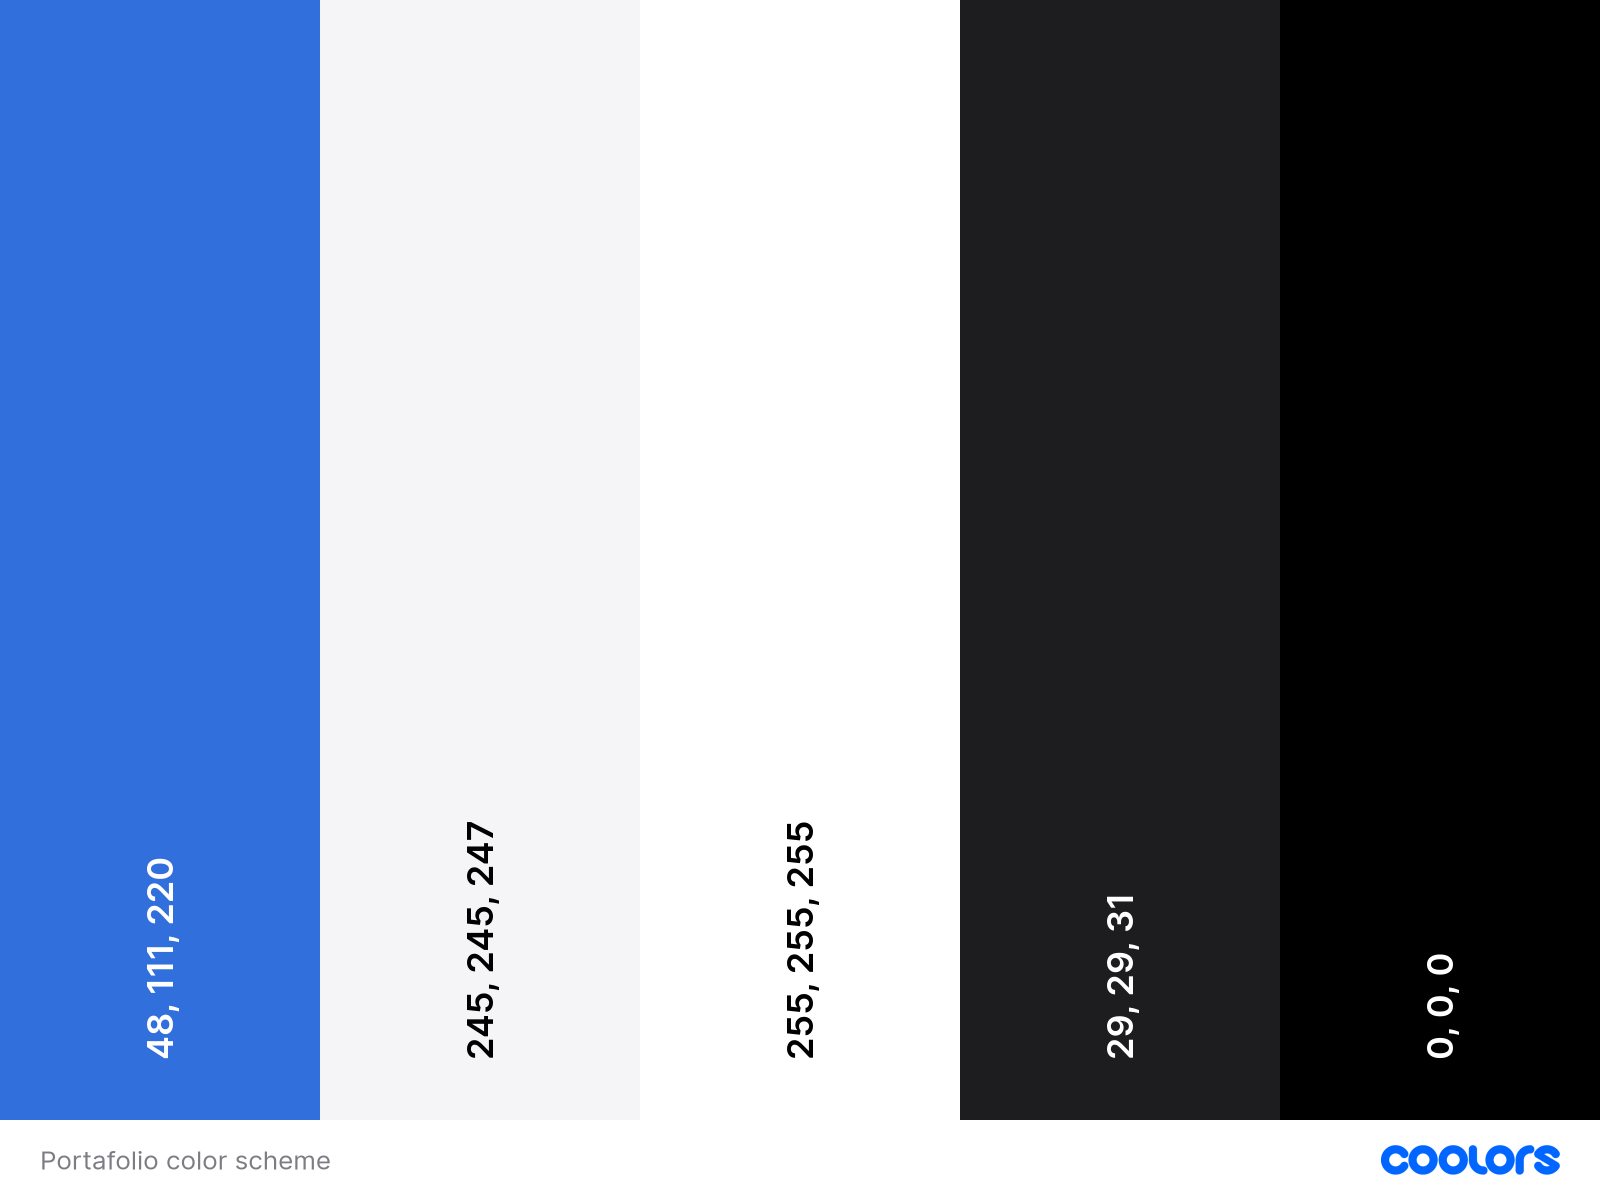 48, 111, 220
245, 245, 247
255, 255, 255
29, 29, 31
0, 0, 0
Portafolio color scheme
coolors